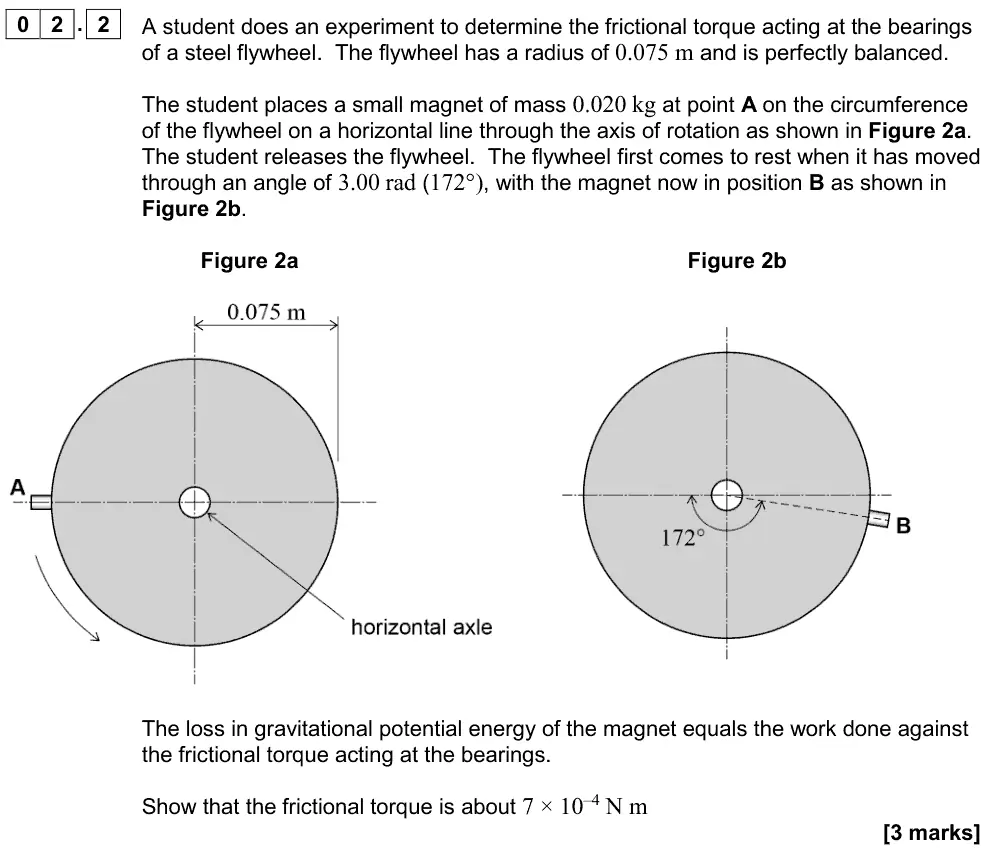 0 2 . 2 A student does an experiment to determine the frictional torque acting at the bearings
of a steel flywheel. The flywheel has a radius of 0.075 m and is perfectly balanced.
The student places a small magnet of mass 0.020 kg at point A on the circumference
of the flywheel on a horizontal line through the axis of rotation as shown in Figure 2a.
The student releases the flywheel. The flywheel first comes to rest when it has moved
through an angle of 3.00 rad (172°), with the magnet now in position B as shown in
Figure 2b.
Figure 2a
Figure 2b
0.075 m
A
172°
B
horizontal axle
The loss in gravitational potential energy of the magnet equals the work done against
the frictional torque acting at the bearings.
Show that the frictional torque is about 7 × 10⁻⁴ N m
[3 marks]